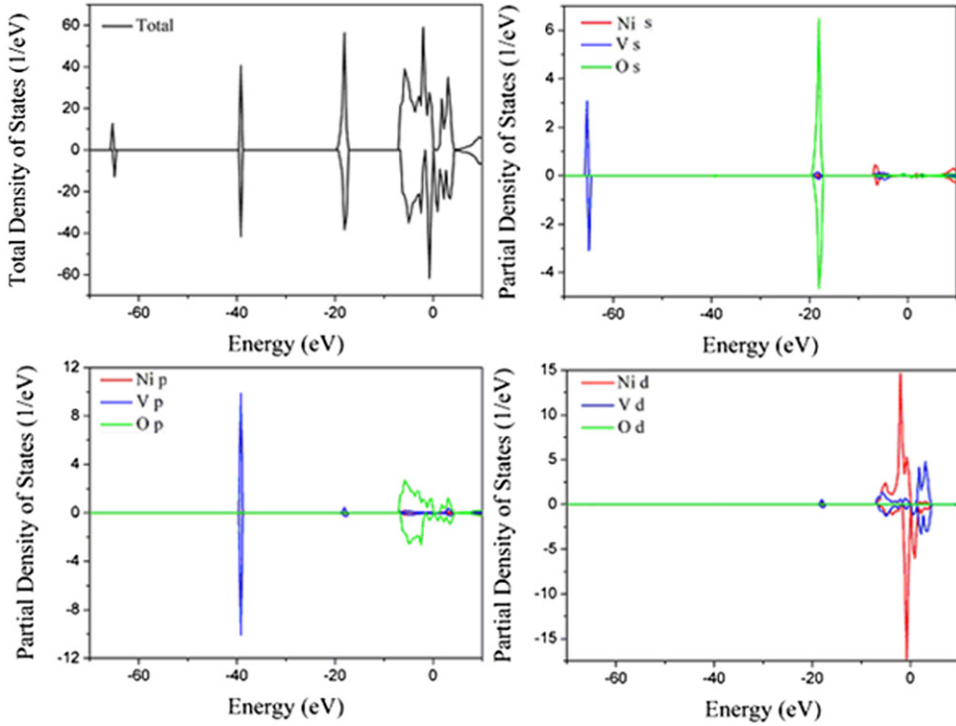 Total Density of States (1/eV)
60
40
20
0
-20
-40
-60
Total
-60
-40
-20
0
Energy (eV)
Partial Density of States (1/eV)
6
4
2
0
-2
-4
Ni s
V s
O s
-60
-40
-20
0
Energy (eV)
Partial Density of States (1/eV)
12
8
4
0
-4
-8
-12
Ni p
V p
O p
-60
-40
-20
0
Energy (eV)
Partial Density of States (1/eV)
15
10
5
0
-5
-10
-15
Ni d
V d
O d
-60
-40
-20
0
Energy (eV)